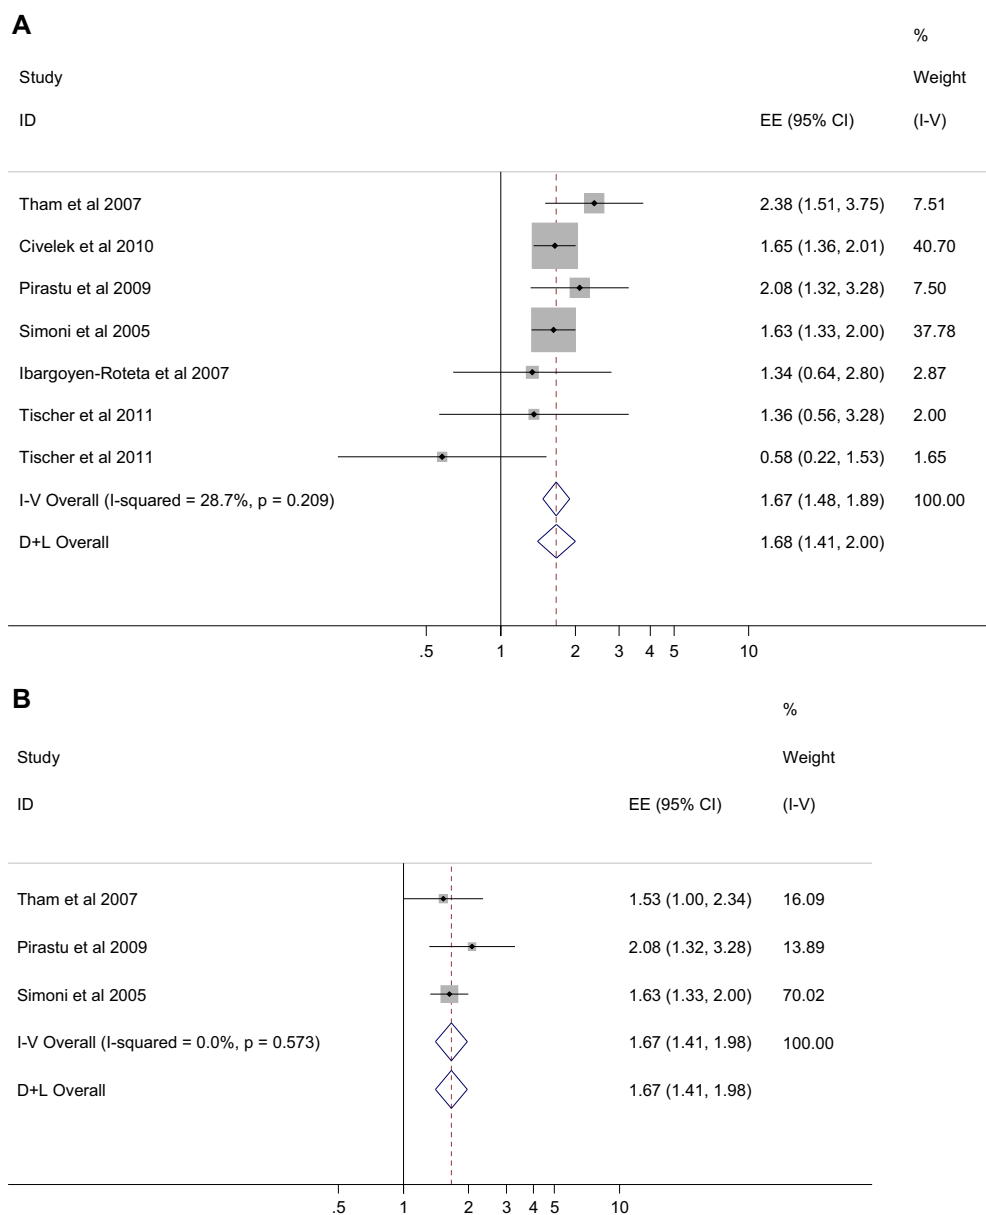 A
%
Study
Weight
ID
EE (95% CI)
(I-V)
Tham et al 2007 2.38 (1.51, 3.75) 7.51
Civelek et al 2010 1.65 (1.36, 2.01) 40.70
Pirastu et al 2009 2.08 (1.32, 3.28) 7.50
Simoni et al 2005 1.63 (1.33, 2.00) 37.78
Ibargoyen-Roteta et al 2007 1.34 (0.64, 2.80) 2.87
Tischer et al 2011 1.36 (0.56, 3.28) 2.00
Tischer et al 2011 0.58 (0.22, 1.53) 1.65
I-V Overall (I-squared = 28.7%, p = 0.209) 1.67 (1.48, 1.89) 100.00
D+L Overall 1.68 (1.41, 2.00)
.5 1 2 3 4 5 10
B
%
Study
Weight
ID
EE (95% CI)
(I-V)
Tham et al 2007 1.53 (1.00, 2.34) 16.09
Pirastu et al 2009 2.08 (1.32, 3.28) 13.89
Simoni et al 2005 1.63 (1.33, 2.00) 70.02
I-V Overall (I-squared = 0.0%, p = 0.573) 1.67 (1.41, 1.98) 100.00
D+L Overall 1.67 (1.41, 1.98)
.5 1 2 3 4 5 10